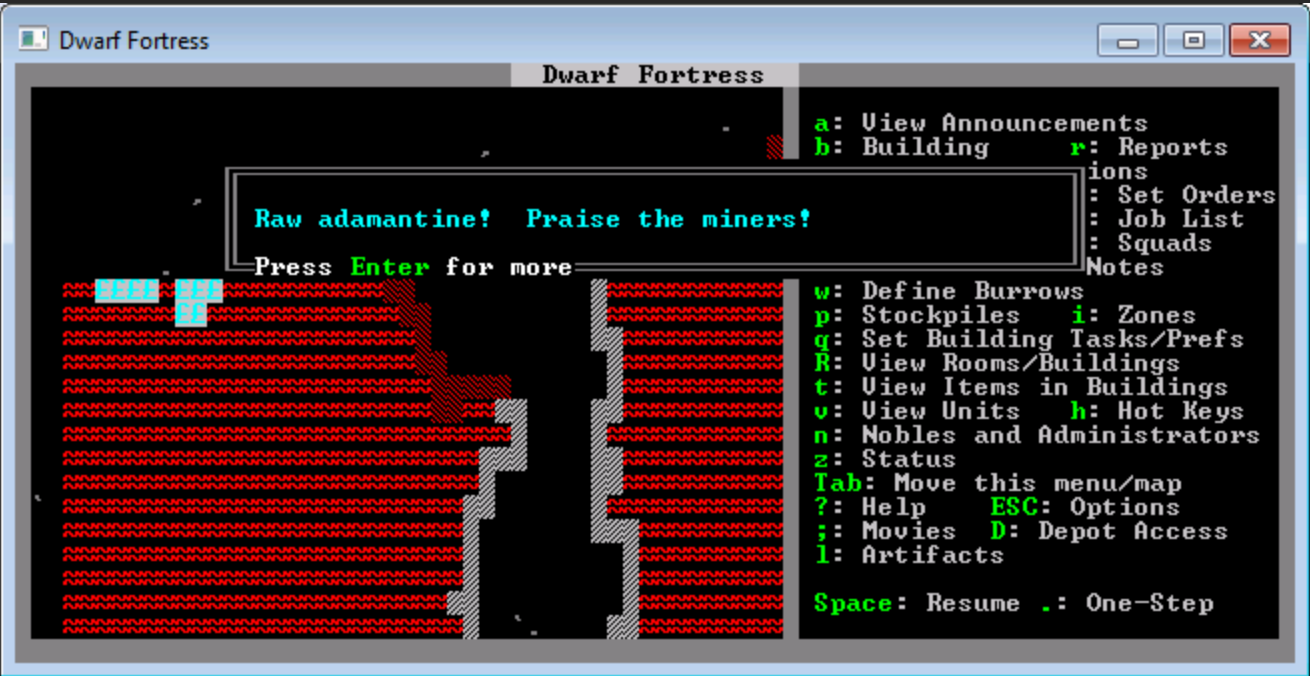 Dwarf Fortress
Dwarf Fortress
Raw adamantine!  Praise the miners!
Press Enter for more
a: View Announcements
b: Building r: Reports
ions
: Set Orders
: Job List
: Squads
Notes
w: Define Burrows
p: Stockpiles i: Zones
q: Set Building Tasks/Prefs
R: View Rooms/Buildings
t: View Items in Buildings
v: View Units h: Hot Keys
n: Nobles and Administrators
z: Status
Tab: Move this menu/map
?: Help ESC: Options
;: Movies D: Depot Access
l: Artifacts
Space: Resume .: One-Step
££££ £££
££